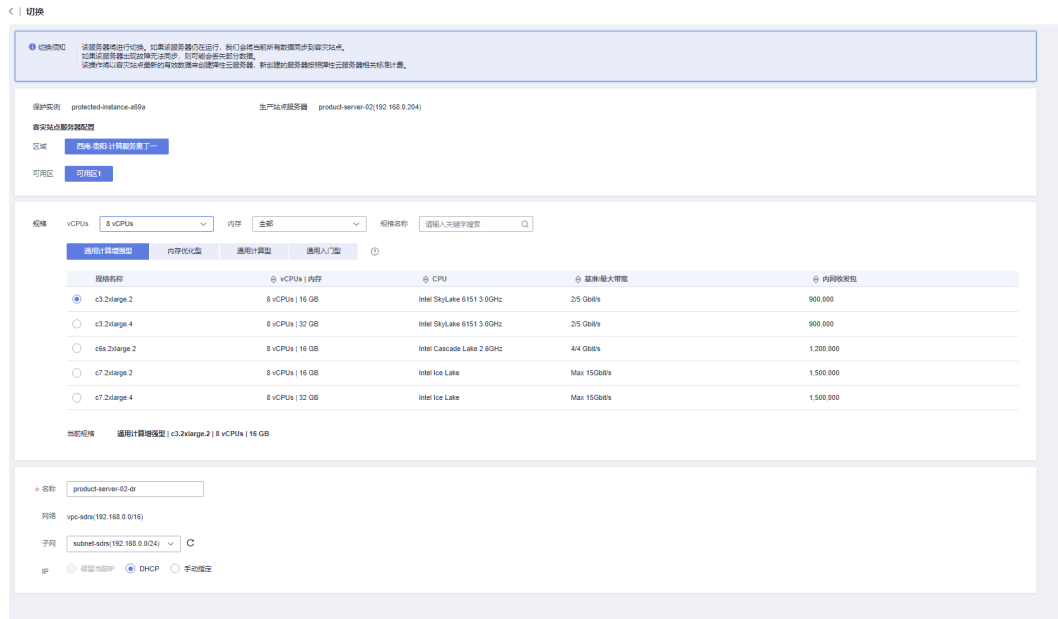 切换
切换须知 该服务器将进行切换。如果该服务器仍在运行，我们会将当前所有数据同步到容灾站点。
如果该服务器出现故障无法同步，则可能会丢失部分数据。
该操作将以容灾站点最新的有效数据来创建弹性云服务器，新创建的服务器按照弹性云服务器相关标准计费。
保护实例 protected-instance-a69a 生产站点服务器 product-server-02(192.168.0.204)
容灾站点服务器配置
区域 西南-贵阳-计算服务奥丁一
可用区 可用区1
规格 vCPUs 8 vCPUs 内存 全部 规格名称 请输入关键字搜索
通用计算增强型 内存优化型 通用计算型 通用入门型
规格名称 vCPUs | 内存 CPU 基准/最大带宽 内网收发包
c3.2xlarge.2 8 vCPUs | 16 GB Intel SkyLake 6151 3.0GHz 2/5 Gbit/s 900,000
c3.2xlarge.4 8 vCPUs | 32 GB Intel SkyLake 6151 3.0GHz 2/5 Gbit/s 900,000
c6s.2xlarge.2 8 vCPUs | 16 GB Intel Cascade Lake 2.6GHz 4/4 Gbit/s 1,200,000
c7.2xlarge.2 8 vCPUs | 16 GB Intel Ice Lake Max 15Gbit/s 1,500,000
c7.2xlarge.4 8 vCPUs | 32 GB Intel Ice Lake Max 15Gbit/s 1,500,000
当前规格 通用计算增强型 | c3.2xlarge.2 | 8 vCPUs | 16 GB
* 名称 product-server-02-dr
网络 vpc-sdrs(192.168.0.0/16)
子网 subnet-sdrs(192.168.0.0/24)
IP 保留当前IP DHCP 手动指定